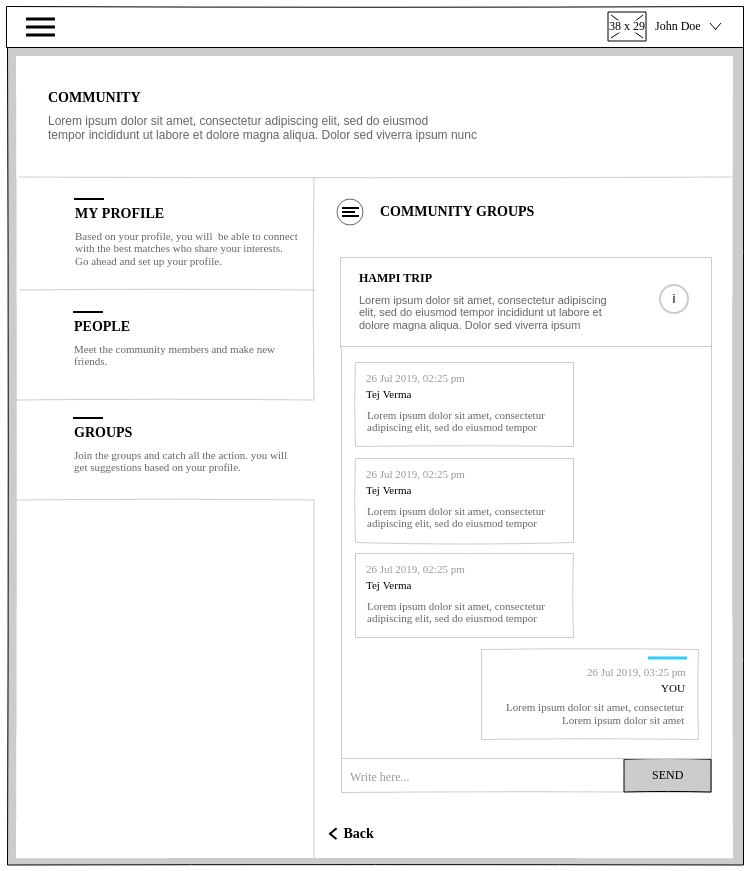 38 x 29 John Doe
COMMUNITY
Lorem ipsum dolor sit amet, consectetur adipiscing elit, sed do eiusmod
tempor incididunt ut labore et dolore magna aliqua. Dolor sed viverra ipsum nunc
MY PROFILE
Based on your profile, you will be able to connect
with the best matches who share your interests.
Go ahead and set up your profile.
PEOPLE
Meet the community members and make new
friends.
GROUPS
Join the groups and catch all the action. you will
get suggestions based on your profile.
COMMUNITY GROUPS
HAMPI TRIP
Lorem ipsum dolor sit amet, consectetur adipiscing
elit, sed do eiusmod tempor incididunt ut labore et
dolore magna aliqua. Dolor sed viverra ipsum
i
26 Jul 2019, 02:25 pm
Tej Verma
Lorem ipsum dolor sit amet, consectetur
adipiscing elit, sed do eiusmod tempor
26 Jul 2019, 02:25 pm
Tej Verma
Lorem ipsum dolor sit amet, consectetur
adipiscing elit, sed do eiusmod tempor
26 Jul 2019, 02:25 pm
Tej Verma
Lorem ipsum dolor sit amet, consectetur
adipiscing elit, sed do eiusmod tempor
26 Jul 2019, 03:25 pm
YOU
Lorem ipsum dolor sit amet, consectetur
Lorem ipsum dolor sit amet
Write here...
SEND
Back